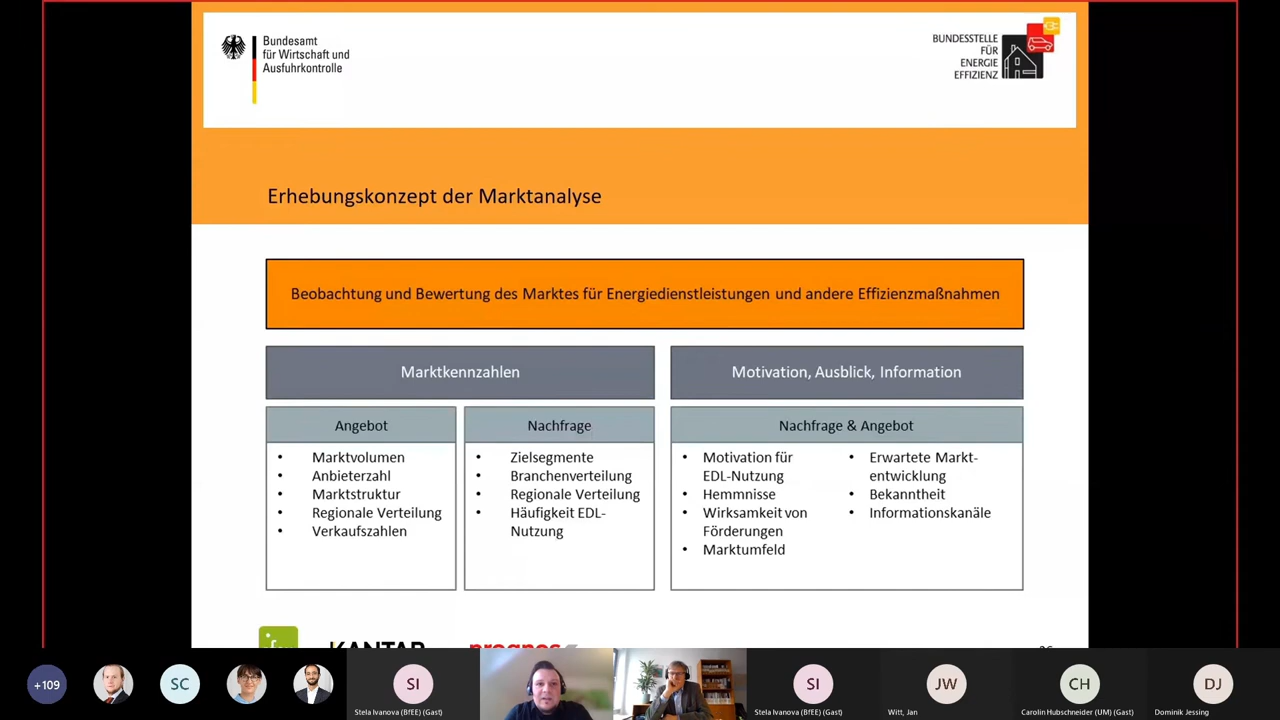 Bundesamt
für Wirtschaft und
Ausfuhrkontrolle
BUNDESSTELLE
FÜR
ENERGIE
EFFIZIENZ
Erhebungskonzept der Marktanalyse
Beobachtung und Bewertung des Marktes für Energiedienstleistungen und andere Effizienzmaßnahmen
Marktkennzahlen
Motivation, Ausblick, Information
Angebot
• Marktvolumen
• Anbieterzahl
• Marktstruktur
• Regionale Verteilung
• Verkaufszahlen
Nachfrage
• Zielsegmente
• Branchenverteilung
• Regionale Verteilung
• Häufigkeit EDL-
Nutzung
Nachfrage & Angebot
• Motivation für
EDL-Nutzung
• Hemmnisse
• Wirksamkeit von
Förderungen
• Marktumfeld
• Erwartete Markt-
entwicklung
• Bekanntheit
• Informationskanäle
KANTAR
prognos
+109
SC
SI
Stela Ivanova (BfEE) (Gast)
SI
Stela Ivanova (BfEE) (Gast)
JW
Witt, Jan
CH
Carolin Hubschneider (UM) (Gast)
DJ
Dominik Jessing